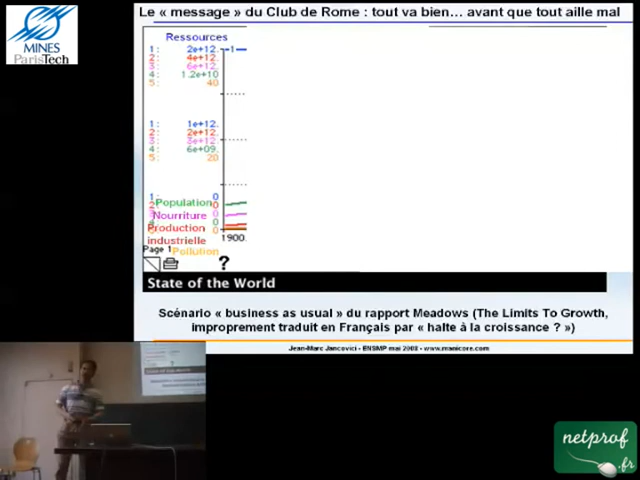 MINES
ParisTech
Le « message » du Club de Rome : tout va bien… avant que tout aille mal
Ressources
1: 2e+12.
2: 4e+12.
3: 6e+12.
4: 1.2e+10
5: 40
1
1: 1e+12.
2: 2e+12.
3: 3e+12.
4: 6e+09.
5: 20
1: 0
2 Population 0
3 Nourriture 0
4 Production 0
industrielle
1900.
Page 1
Pollution
?
State of the World
Scénario « business as usual » du rapport Meadows (The Limits To Growth,
improprement traduit en Français par « halte à la croissance ? »)
Jean-Marc Jancovici - ENSMP mai 2008 - www.manicore.com
netprof
.fr